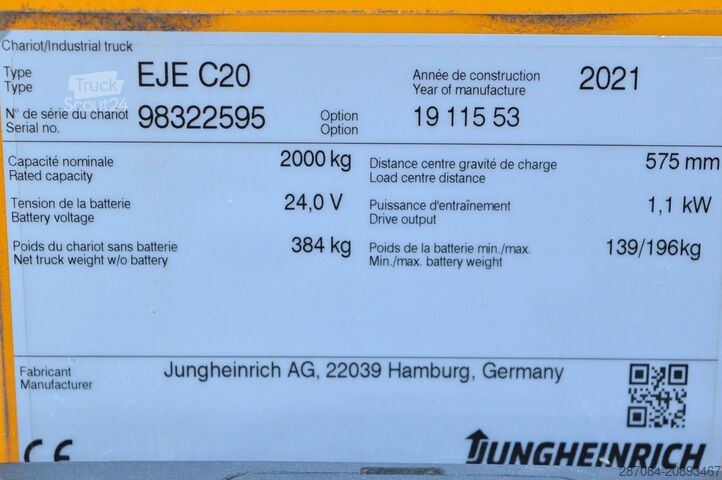 Chariot/Industrial truck
Type EJE C20 Année de construction 2021
Type Year of manufacture
Truck
Scout24
N° de série du chariot 98322595 Option 19 115 53
Serial no. Option
Capacité nominale 2000 kg Distance centre gravité de charge 575 mm
Rated capacity Load centre distance
Tension de la batterie 24,0 V Puissance d'entraînement 1,1 kW
Battery voltage Drive output
Poids du chariot sans batterie 384 kg Poids de la batterie min./max. 139/196kg
Net truck weight w/o battery Min./max. battery weight
Fabricant Jungheinrich AG, 22039 Hamburg, Germany
Manufacturer
CE JUNGHEINRICH
287084-20893467